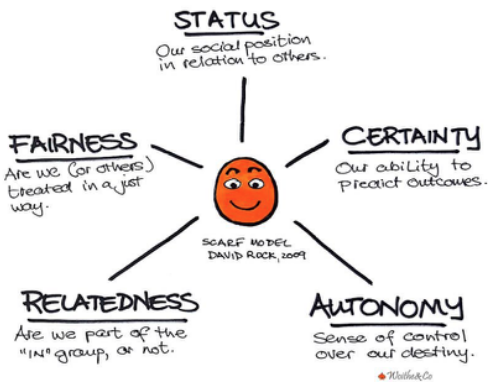 STATUS
Our social position
in relation to others.
CERTAINTY
Our ability to
predict outcomes.
AUTONOMY
Sense of control
over our destiny.
RELATEDNESS
Are we part of the
"IN" group, or not.
FAIRNESS
Are we (or others)
treated in a just
way.
SCARF MODEL
DAVID ROCK, 2009
Woithe&Co